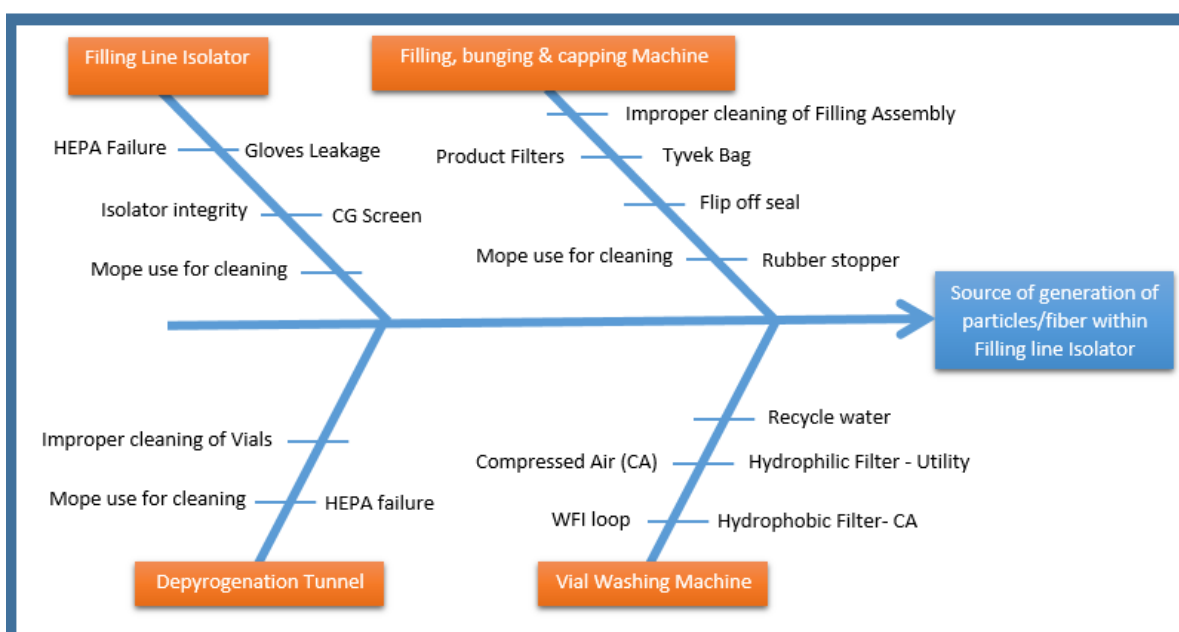 Filling Line Isolator
Filling, bunging & capping Machine
Improper cleaning of Filling Assembly
HEPA Failure
Gloves Leakage
Product Filters
Tyvek Bag
Isolator integrity
CG Screen
Flip off seal
Mope use for cleaning
Mope use for cleaning
Rubber stopper
Source of generation of
particles/fiber within
Filling line Isolator
Recycle water
Improper cleaning of Vials
Compressed Air (CA)
Hydrophilic Filter - Utility
Mope use for cleaning
HEPA failure
WFI loop
Hydrophobic Filter- CA
Depyrogenation Tunnel
Vial Washing Machine